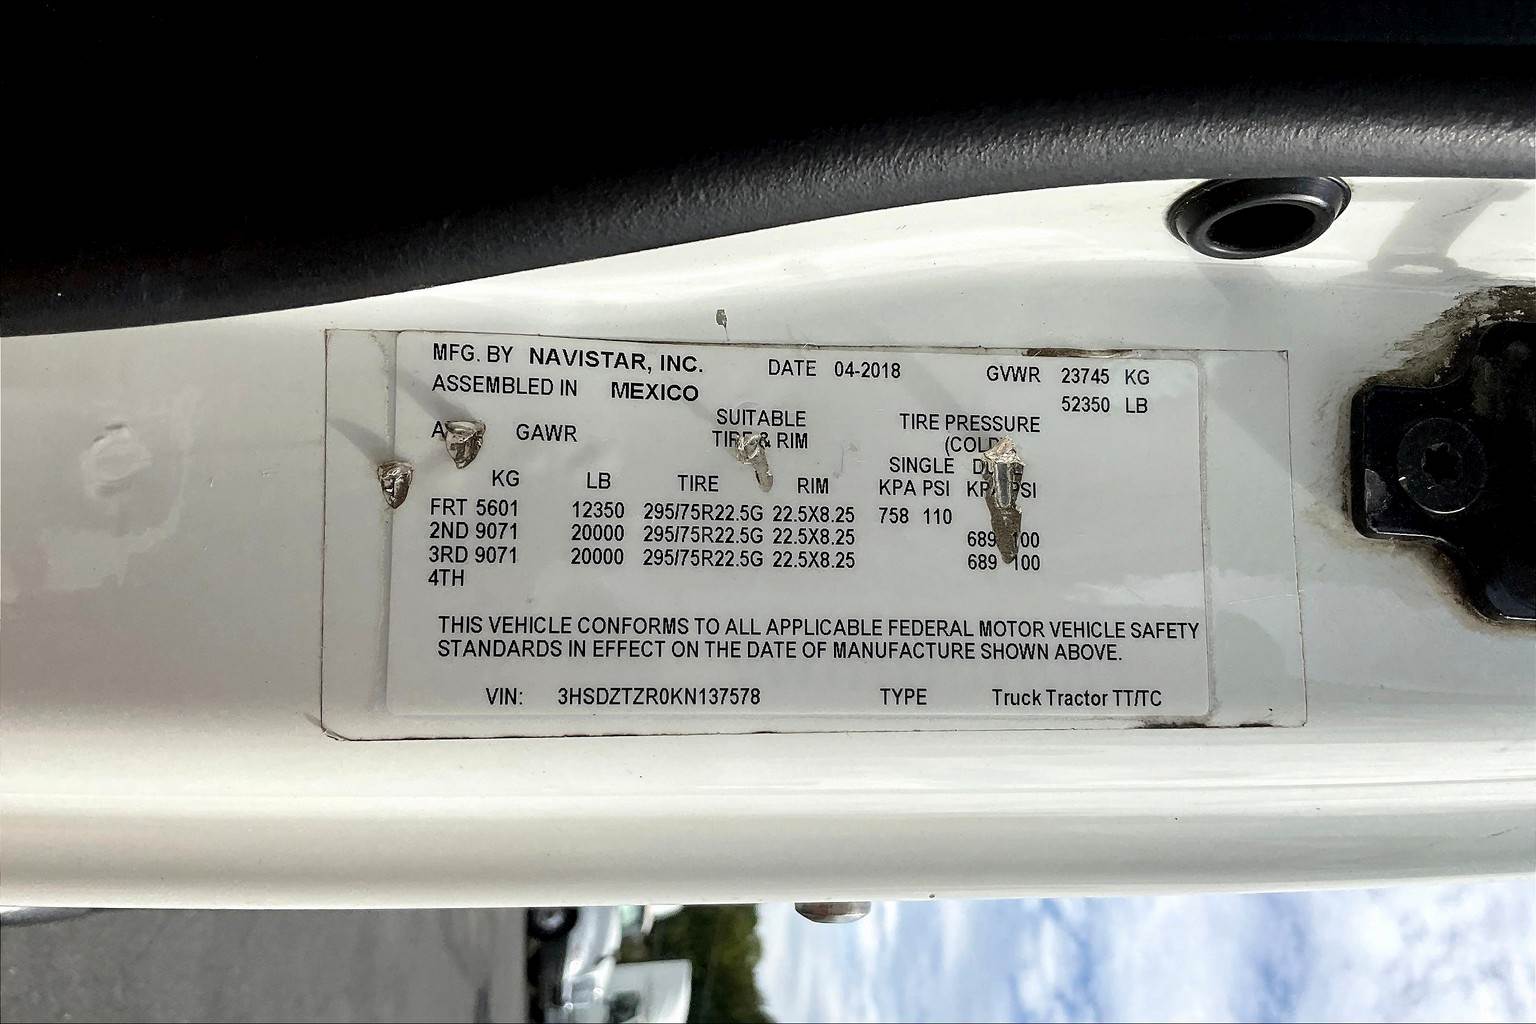 MFG. BY NAVISTAR, INC. DATE 04-2018 GVWR 23745 KG
ASSEMBLED IN MEXICO 52350 LB
SUITABLE TIRE PRESSURE
GAWR TIRE & RIM (COLD)
SINGLE DUAL
KG LB TIRE RIM KPA PSI KPA PSI
FRT 5601 12350 295/75R22.5G 22.5X8.25 758 110
2ND 9071 20000 295/75R22.5G 22.5X8.25 689 100
3RD 9071 20000 295/75R22.5G 22.5X8.25 689 100
4TH
THIS VEHICLE CONFORMS TO ALL APPLICABLE FEDERAL MOTOR VEHICLE SAFETY
STANDARDS IN EFFECT ON THE DATE OF MANUFACTURE SHOWN ABOVE.
VIN: 3HSDZTZR0KN137578 TYPE Truck Tractor TT/TC